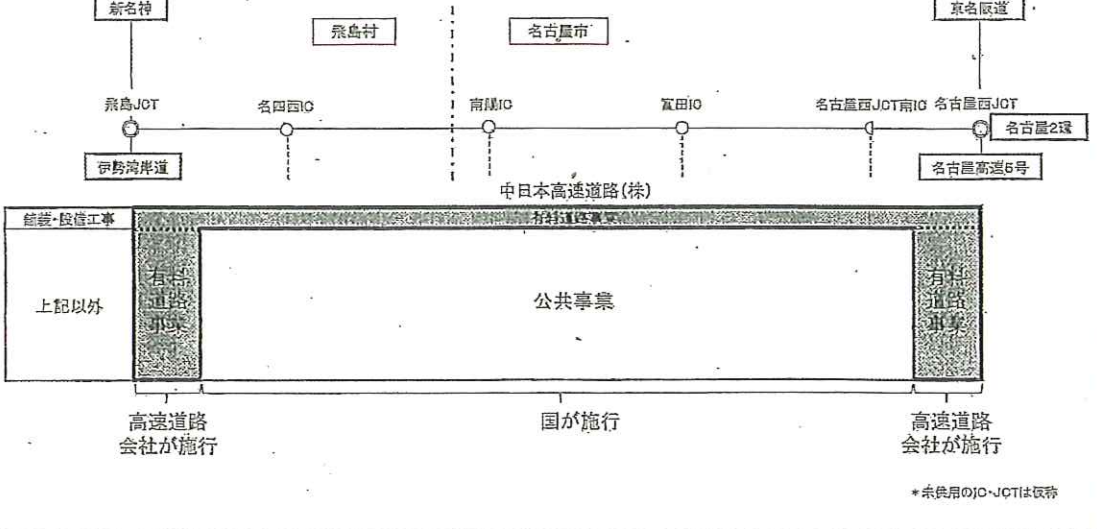 新名神
東名阪道
飛島村
名古屋市
飛島JCT
名四西IC
南陽IC
富田IC
名古屋西JCT南IC
名古屋西JCT
名古屋2環
伊勢湾岸道
名古屋高速5号
中日本高速道路(株)
舗装・設備工事
有料道路事業
上記以外
有料
道路
事業
公共事業
有料
道路
事業
高速道路
会社が施行
国が施行
高速道路
会社が施行
*未供用のIC・JCTは仮称